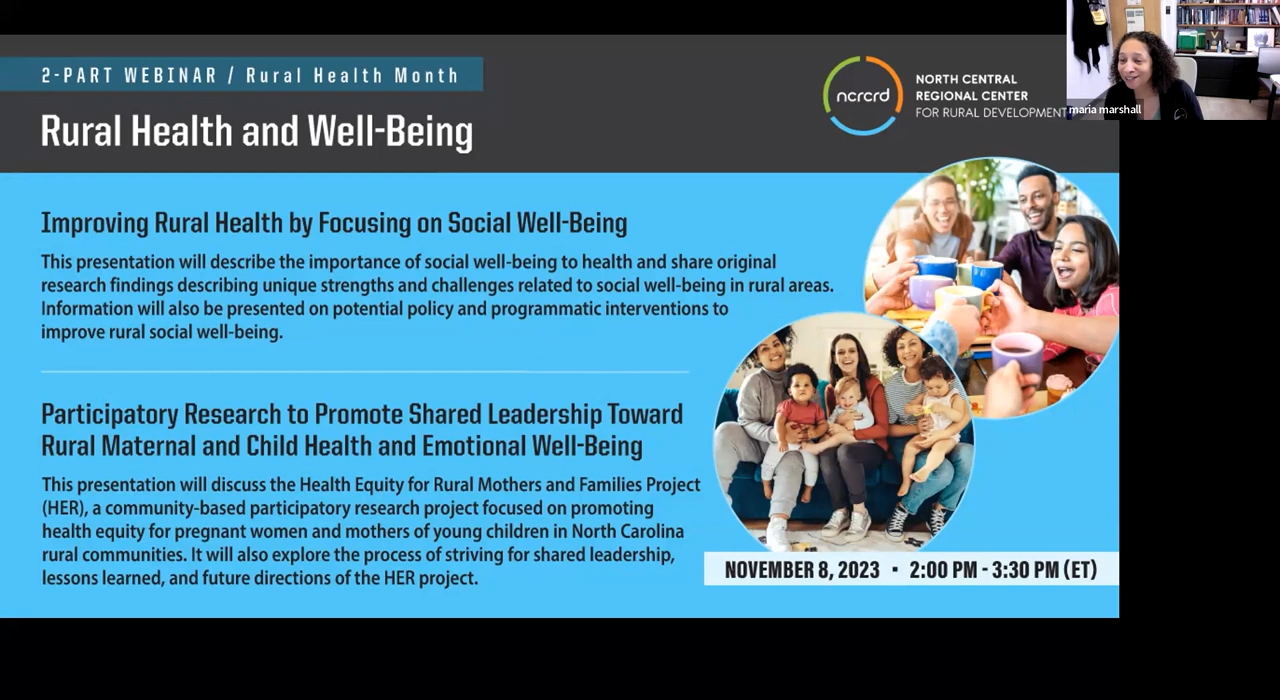 2-PART WEBINAR / Rural Health Month
Rural Health and Well-Being
ncrcrd
NORTH CENTRAL
REGIONAL CENTER
FOR RURAL DEVELOPMENT
maria marshall
Improving Rural Health by Focusing on Social Well-Being
This presentation will describe the importance of social well-being to health and share original
research findings describing unique strengths and challenges related to social well-being in rural areas.
Information will also be presented on potential policy and programmatic interventions to
improve rural social well-being.
Participatory Research to Promote Shared Leadership Toward
Rural Maternal and Child Health and Emotional Well-Being
This presentation will discuss the Health Equity for Rural Mothers and Families Project
(HER), a community-based participatory research project focused on promoting
health equity for pregnant women and mothers of young children in North Carolina
rural communities. It will also explore the process of striving for shared leadership,
lessons learned, and future directions of the HER project.
NOVEMBER 8, 2023 • 2:00 PM - 3:30 PM (ET)